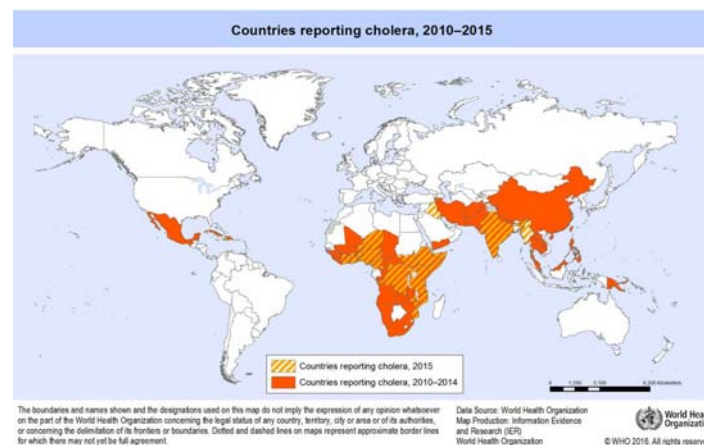 Countries reporting cholera, 2010–2015
Countries reporting cholera, 2015
Countries reporting cholera, 2010–2014
The boundaries and names shown and the designations used on this map do not imply the expression of any opinion whatsoever
on the part of the World Health Organization concerning the legal status of any country, territory, city or area or of its authorities,
or concerning the delimitation of its frontiers or boundaries. Dotted and dashed lines on maps represent approximate border lines
for which there may not yet be full agreement.
Data Source: World Health Organization
Map Production: Information Evidence
and Research (IER)
World Health Organization
World Heal
Organizatio
© WHO 2016. All rights reserv